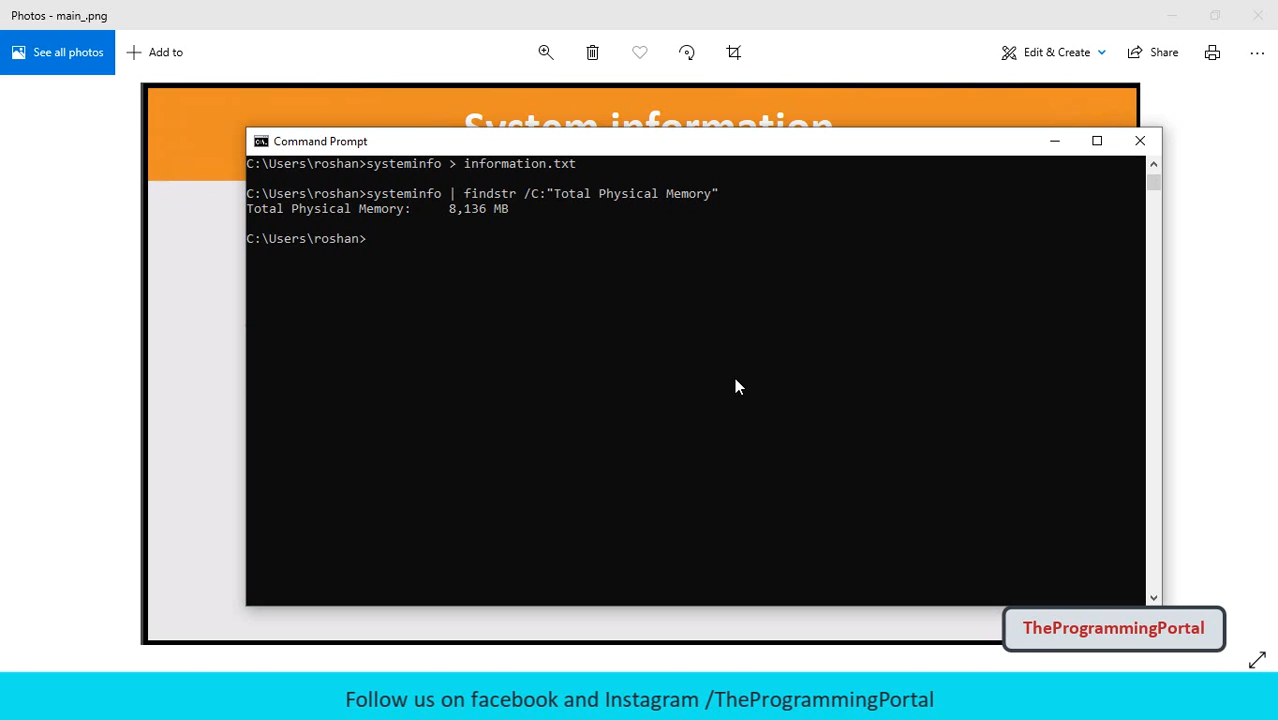 Photos - main_.png
See all photos
Add to
Edit & Create
Share
System information
Command Prompt
C:\Users\roshan>systeminfo > information.txt
C:\Users\roshan>systeminfo | findstr /C:"Total Physical Memory"
Total Physical Memory:     8,136 MB
C:\Users\roshan>
TheProgrammingPortal
Follow us on facebook and Instagram /TheProgrammingPortal